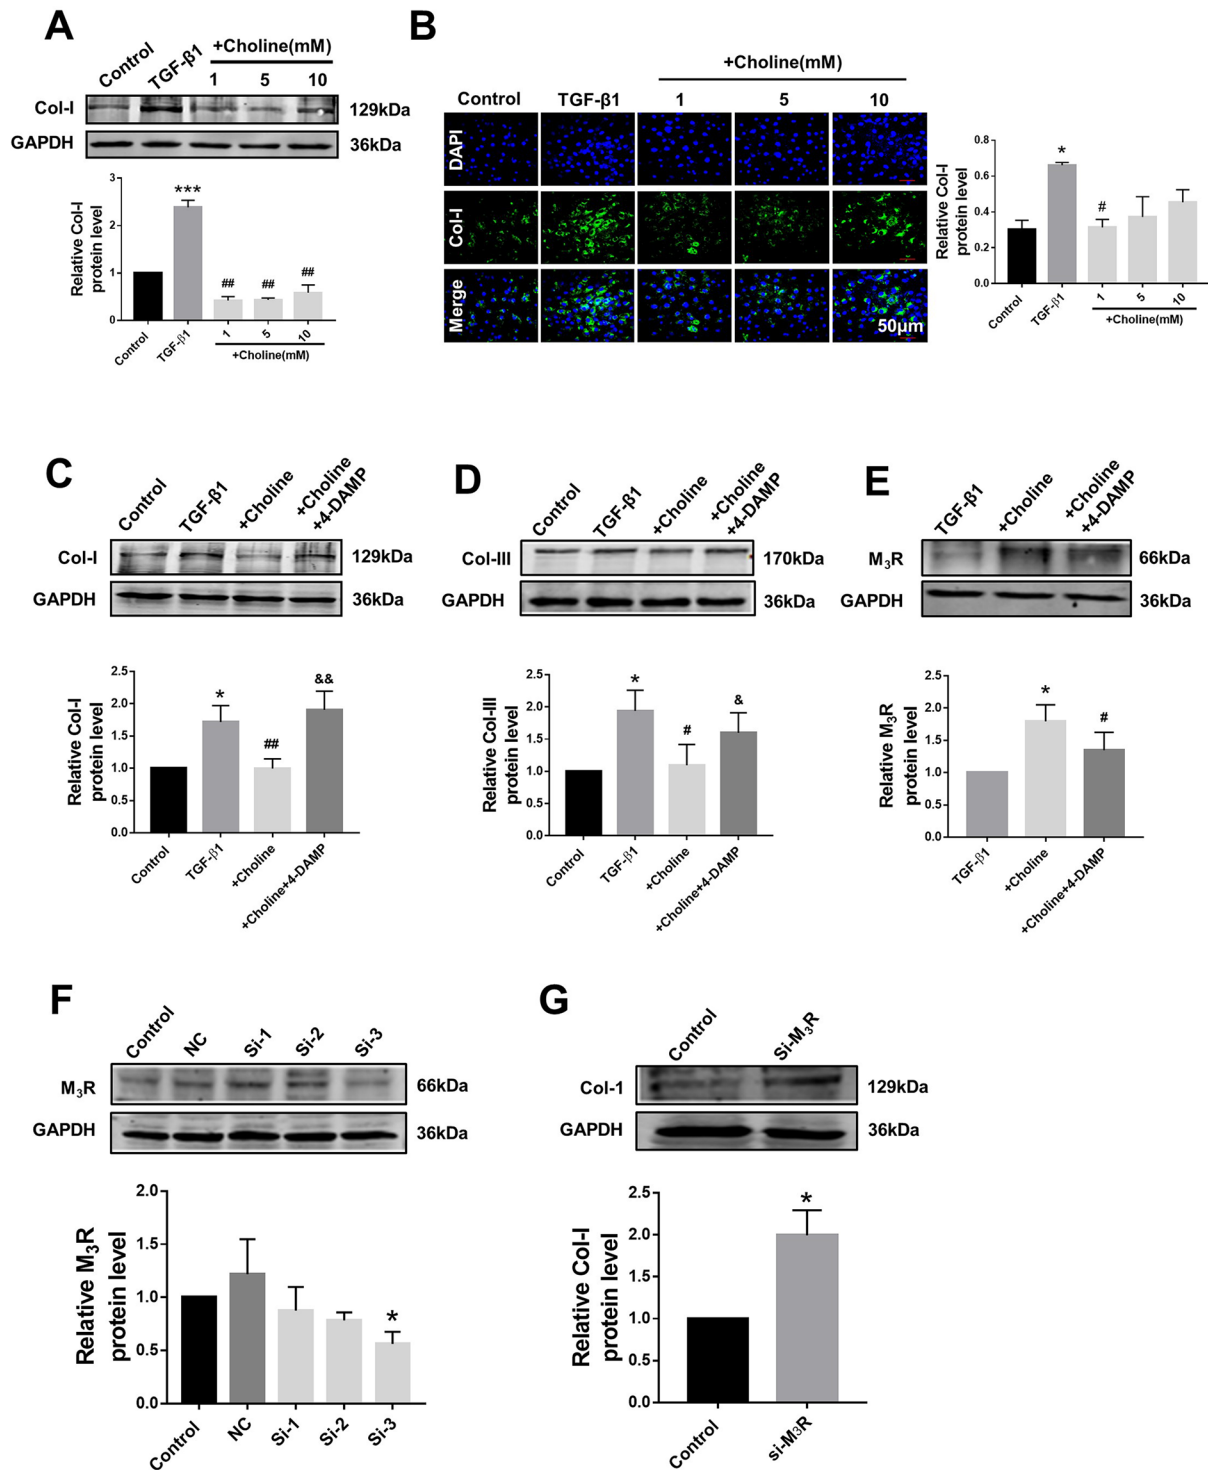 A
Control
TGF-β1
+Choline(mM)
1 5 10
Col-I 129kDa
GAPDH 36kDa
Relative Col-I
protein level
3
2
1
0
***
## ## ##
Control
TGF-β1
1 5 10
+Choline(mM)
B
+Choline(mM)
Control TGF-β1 1 5 10
DAPI
Col-I
Merge
50μm
Relative Col-I
protein level
0.8
0.6
0.4
0.2
0.0
*
#
Control
TGF-β1
1 5 10
+Choline(mM)
C
Control
TGF-β1
+Choline
+Choline
+4-DAMP
Col-I 129kDa
GAPDH 36kDa
Relative Col-I
protein level
2.5
2.0
1.5
1.0
0.5
0.0
*
##
&&
Control
TGF-β1
+Choline
+Choline+4-DAMP
D
Control
TGF-β1
+Choline
+Choline
+4-DAMP
Col-III 170kDa
GAPDH 36kDa
Relative Col-III
protein level
2.5
2.0
1.5
1.0
0.5
0.0
*
#
&
Control
TGF-β1
+Choline
+Choline+4-DAMP
E
TGF-β1
+Choline
+Choline
+4-DAMP
M₃R 66kDa
GAPDH 36kDa
Relative M₃R
protein level
2.5
2.0
1.5
1.0
0.5
0.0
*
#
TGF-β1
+Choline
+Choline+4-DAMP
F
Control
NC
Si-1
Si-2
Si-3
M₃R 66kDa
GAPDH 36kDa
Relative M₃R
protein level
2.0
1.5
1.0
0.5
0.0
*
Control
NC
Si-1
Si-2
Si-3
G
Control
Si-M₃R
Col-1 129kDa
GAPDH 36kDa
Relative Col-I
protein level
2.5
2.0
1.5
1.0
0.5
0.0
*
Control
si-M3R